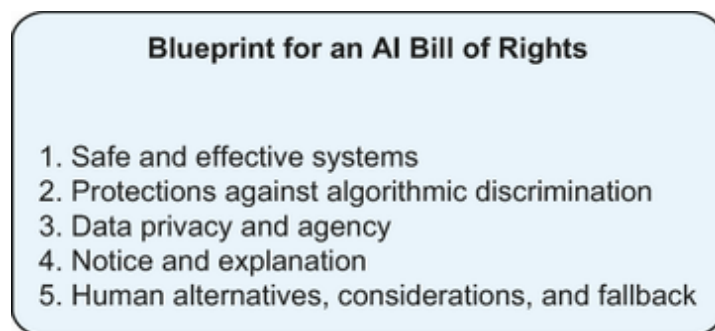 Blueprint for an AI Bill of Rights
1. Safe and effective systems
2. Protections against algorithmic discrimination
3. Data privacy and agency
4. Notice and explanation
5. Human alternatives, considerations, and fallback